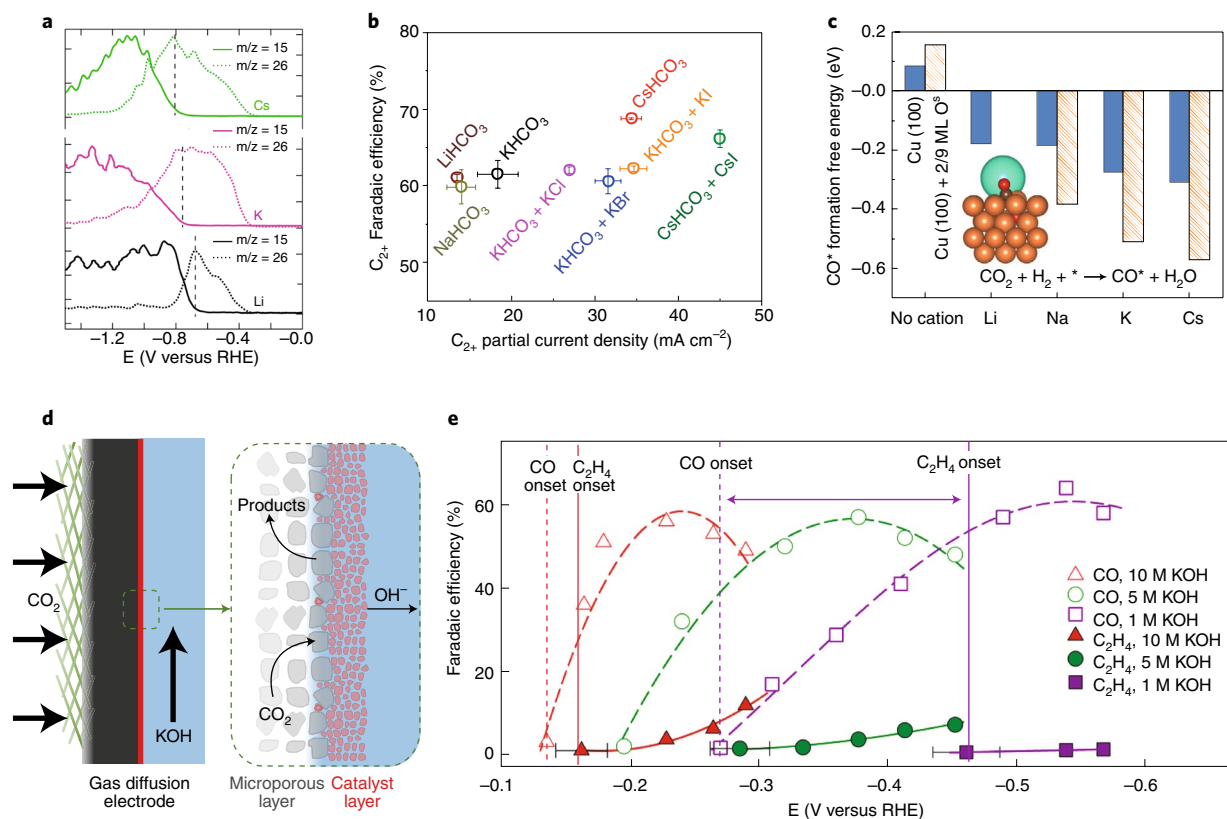 a
m/z = 15
m/z = 26
Cs
m/z = 15
m/z = 26
K
m/z = 15
m/z = 26
Li
−1.2 −0.8 −0.4 −0.0
E (V versus RHE)
b
C₂₊ Faradaic efficiency (%)
80
70
60
50
LiHCO₃
KHCO₃
NaHCO₃
KHCO₃ + KCl
KHCO₃ + KBr
CsHCO₃
KHCO₃ + KI
CsHCO₃ + CsI
10 20 30 40 50
C₂₊ partial current density (mA cm⁻²)
c
CO* formation free energy (eV)
0.2
−0.0
−0.2
−0.4
−0.6
Cu (100)
Cu (100) + 2/9 ML Oˢ
CO₂ + H₂ + * → CO* + H₂O
No cation Li Na K Cs
d
CO₂
KOH
Products
CO₂
OH⁻
Gas diffusion
electrode
Microporous
layer
Catalyst
layer
e
Faradaic efficiency (%)
60
40
20
0
CO
onset
C₂H₄
onset
CO onset
C₂H₄ onset
CO, 10 M KOH
CO, 5 M KOH
CO, 1 M KOH
C₂H₄, 10 M KOH
C₂H₄, 5 M KOH
C₂H₄, 1 M KOH
−0.1 −0.2 −0.3 −0.4 −0.5 −0.6
E (V versus RHE)